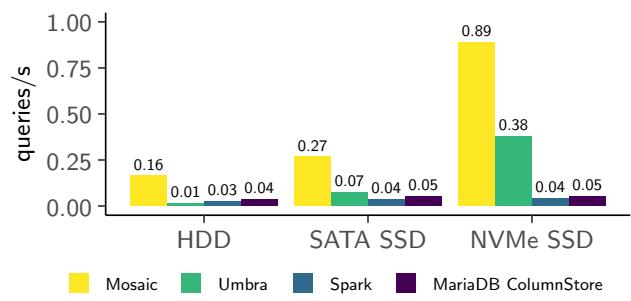 queries/s
1.00
0.75
0.50
0.25
0.00
0.16
0.01
0.03
0.04
0.27
0.07
0.04
0.05
0.89
0.38
0.04
0.05
HDD
SATA SSD
NVMe SSD
Mosaic
Umbra
Spark
MariaDB ColumnStore